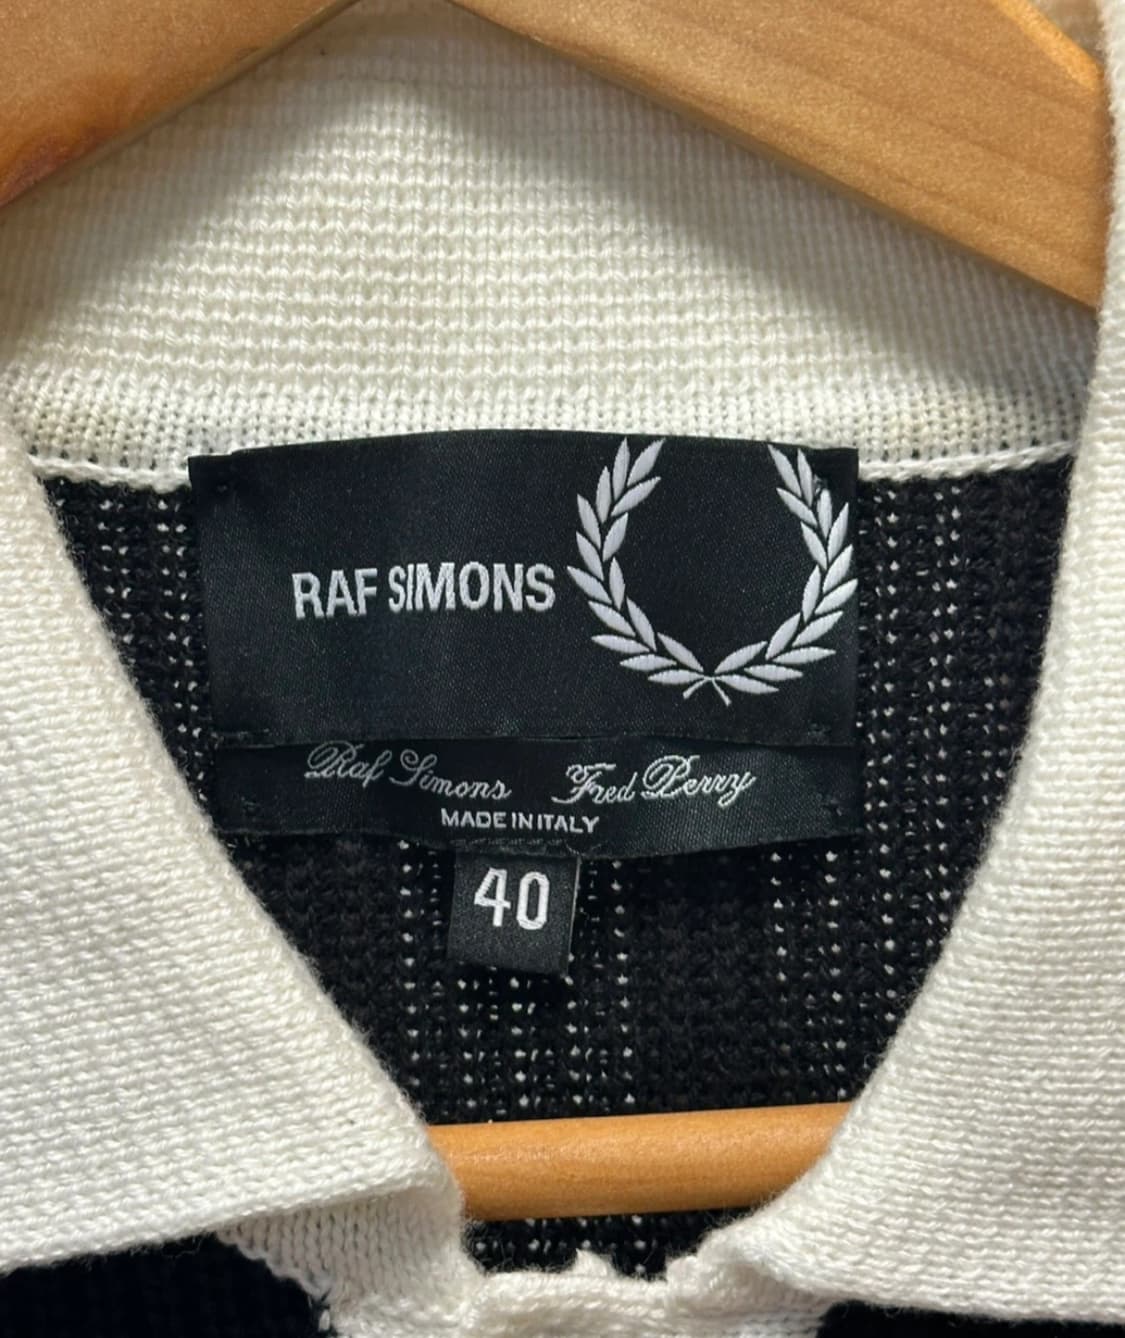 RAF SIMONS
Raf Simons Fred Perry
MADE IN ITALY
40